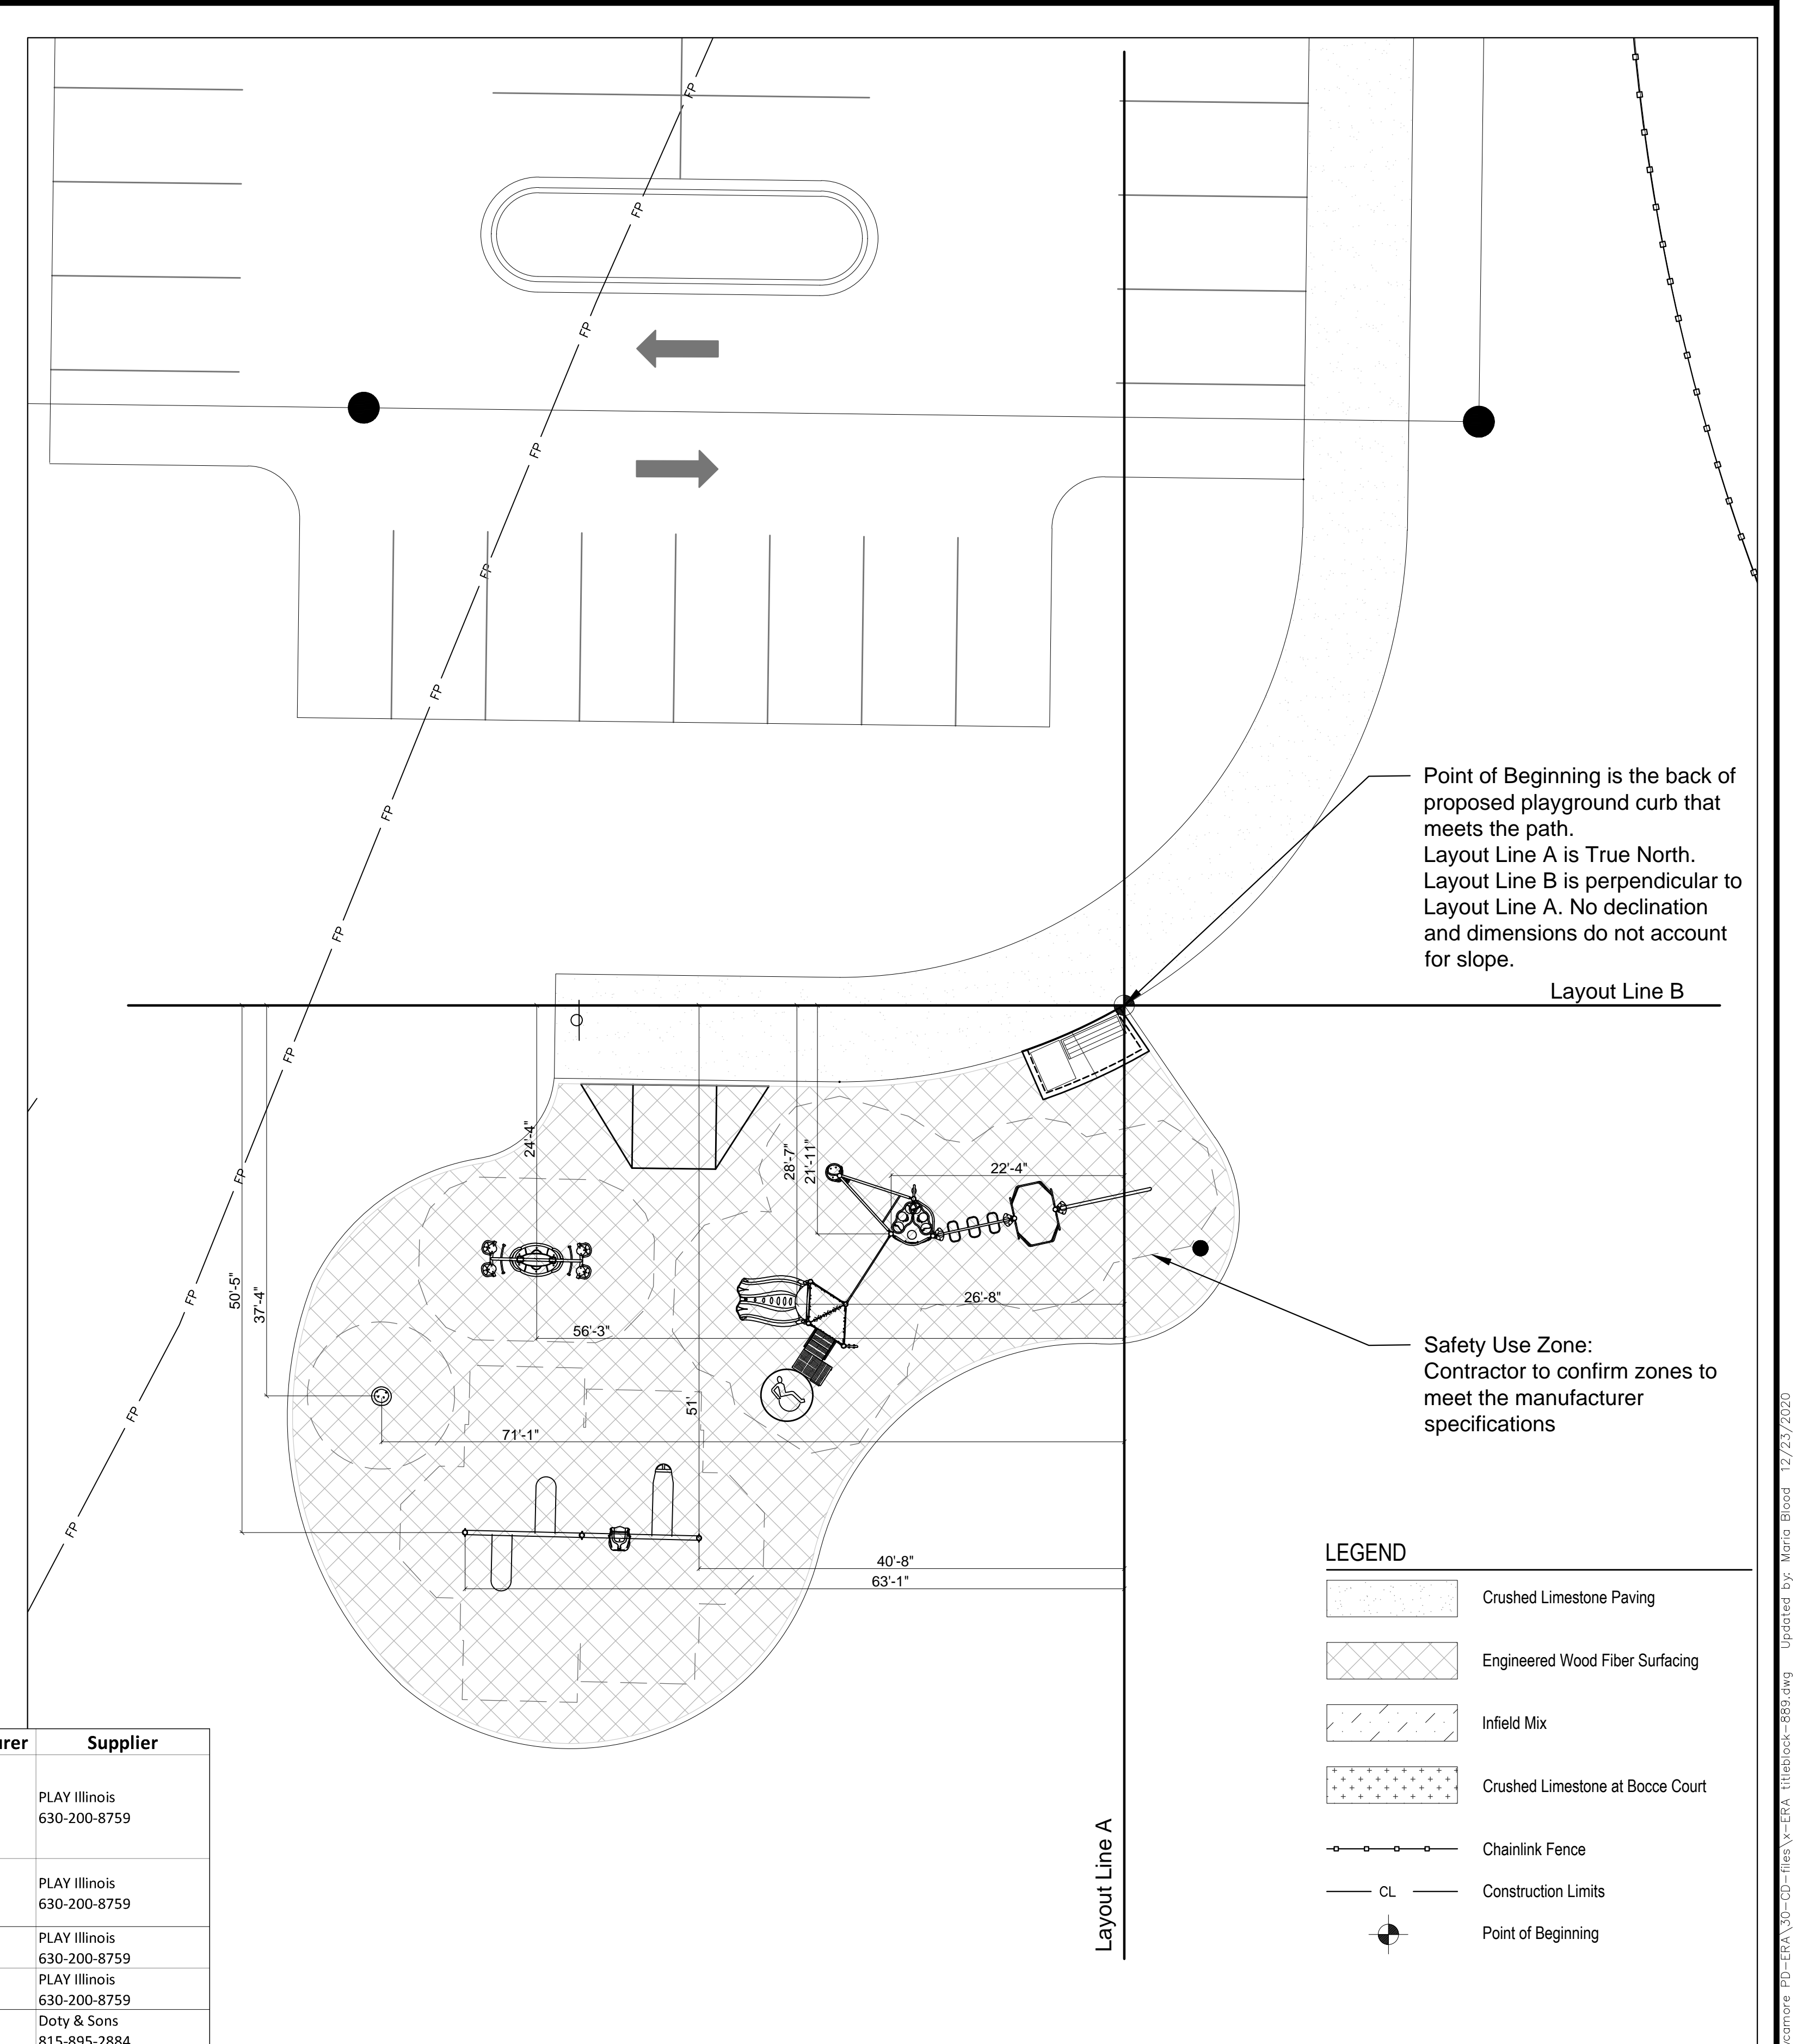 FP
FP
FP
FP
FP
FP
FP
FP
FP
FP
FP
FP
FP
Point of Beginning is the back of
proposed playground curb that
meets the path.
Layout Line A is True North.
Layout Line B is perpendicular to
Layout Line A. No declination
and dimensions do not account
for slope.
Layout Line B
24'-4"
28'-7"
21'-11"
22'-4"
50'-5"
37'-4"
26'-8"
56'-3"
51'
71'-1"
40'-8"
63'-1"
Safety Use Zone:
Contractor to confirm zones to
meet the manufacturer
specifications
Layout Line A
LEGEND
Crushed Limestone Paving
Engineered Wood Fiber Surfacing
Infield Mix
Crushed Limestone at Bocce Court
Chainlink Fence
CL Construction Limits
Point of Beginning
urer Supplier
PLAY Illinois
630-200-8759
PLAY Illinois
630-200-8759
PLAY Illinois
630-200-8759
PLAY Illinois
630-200-8759
Doty & Sons
815-895-2884
ycamore PD-ERA\30-CD-files\x-ERA titleblock-889.dwg Updated by: Maria Blood 12/23/2020